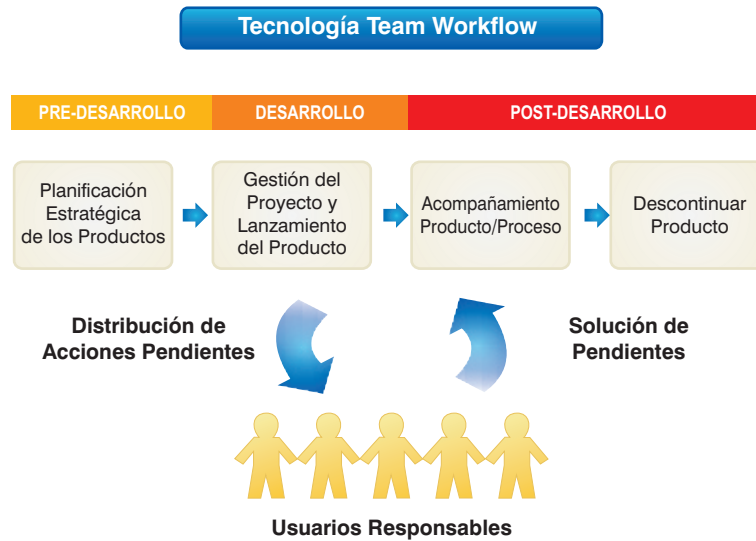 Tecnología Team Workflow
PRE-DESARROLLO
DESARROLLO
POST-DESARROLLO
Planificación
Estratégica
de los Productos
Gestión del
Proyecto y
Lanzamiento
del Producto
Acompañamiento
Producto/Proceso
Descontinuar
Producto
Distribución de
Acciones Pendientes
Solución de
Pendientes
Usuarios Responsables